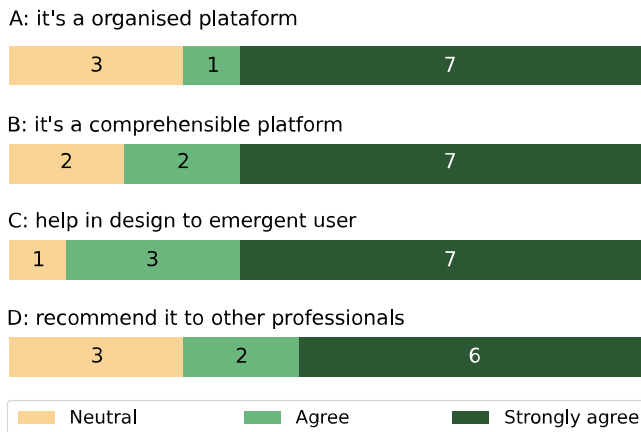 A: it's a organised plataform
3 1 7
B: it's a comprehensible platform
2 2 7
C: help in design to emergent user
1 3 7
D: recommend it to other professionals
3 2 6
Neutral Agree Strongly agree